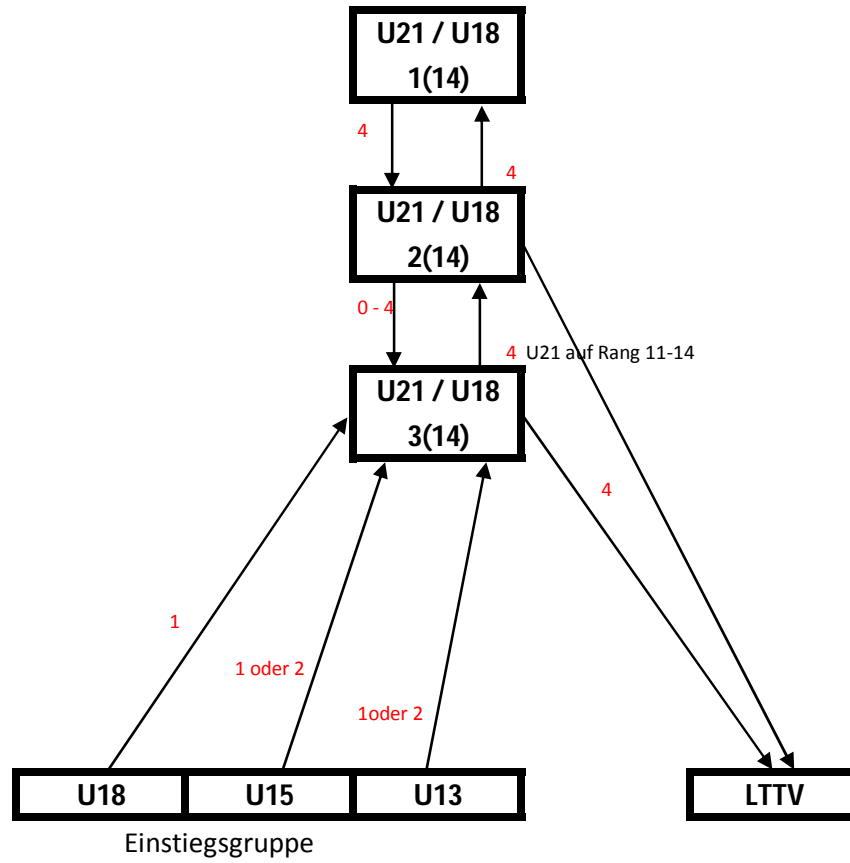 U21 / U18
1(14)
4
4
U21 / U18
2(14)
0 - 4
4 U21 auf Rang 11-14
U21 / U18
3(14)
4
1
1 oder 2
1oder 2
U18 U15 U13 LTTV
Einstiegsgruppe